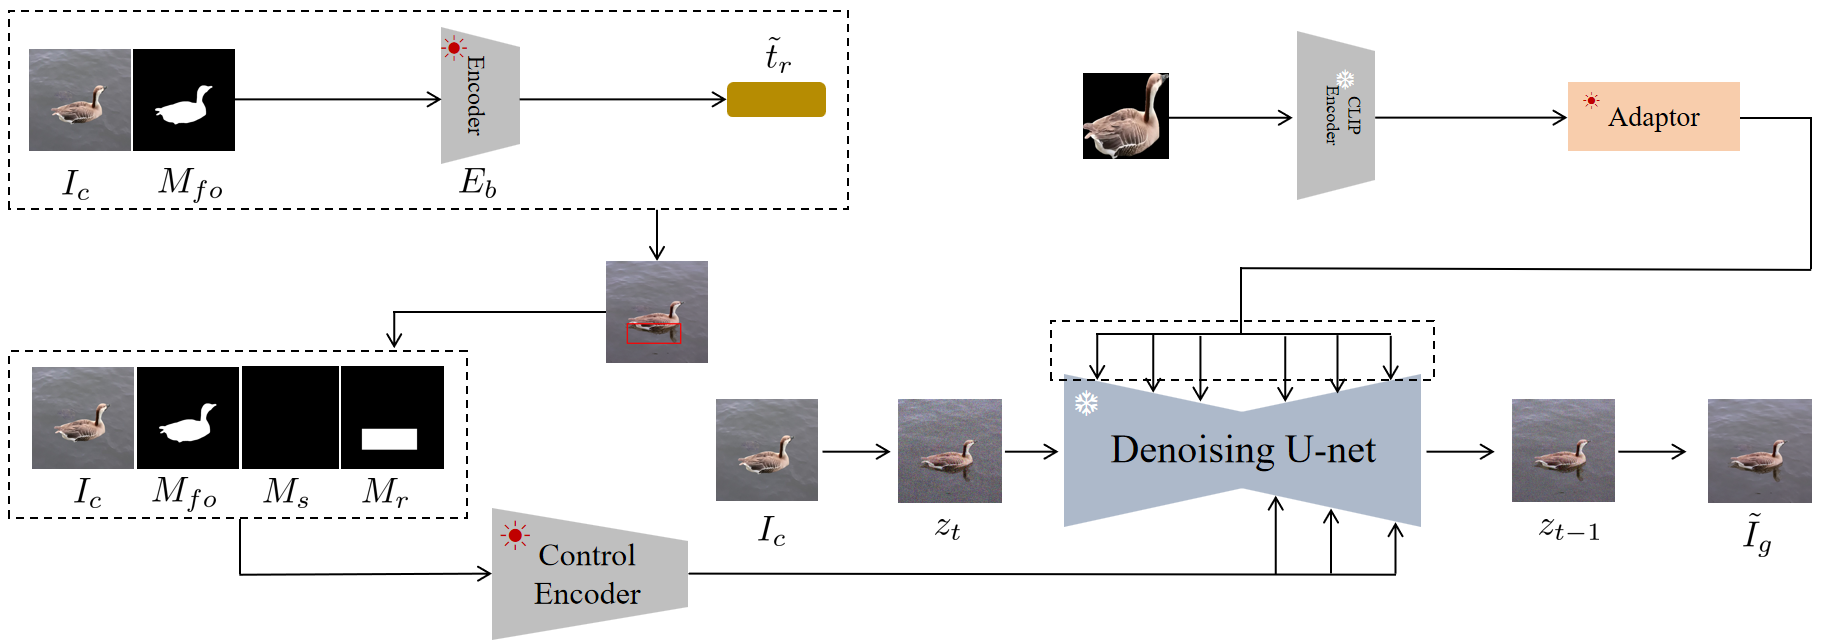 Encoder
$\tilde{t}_r$
$I_c$
$M_{fo}$
$E_b$
CLIP
Encoder
Adaptor
$I_c$
$M_{fo}$
$M_s$
$M_r$
Control
Encoder
$I_c$
$z_t$
Denoising U-net
$z_{t-1}$
$\tilde{I}_g$